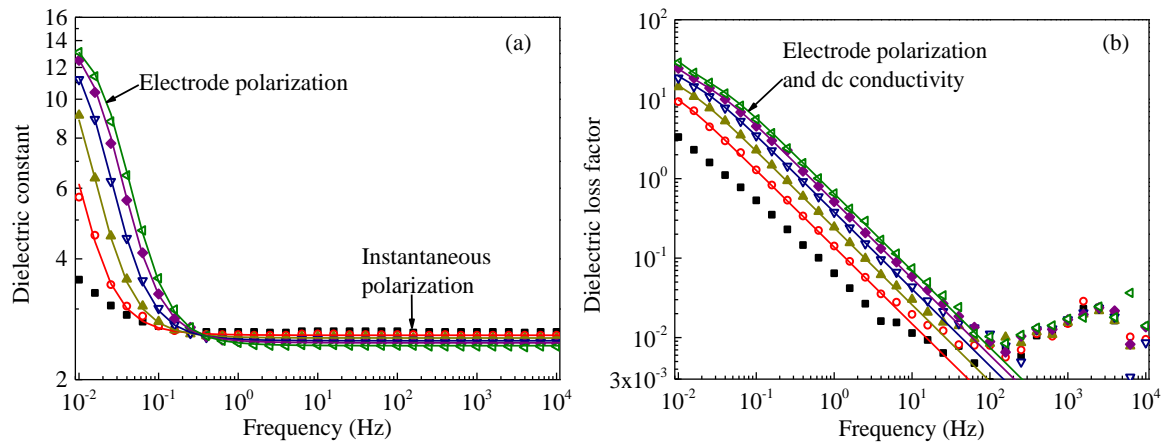 (a)
Dielectric constant
16
14
12
10
8
6
4
2
Electrode polarization
Instantaneous
polarization
10⁻² 10⁻¹ 10⁰ 10¹ 10² 10³ 10⁴
Frequency (Hz)
(b)
Dielectric loss factor
10²
10¹
10⁰
10⁻¹
10⁻²
3x10⁻³
Electrode polarization
and dc conductivity
10⁻² 10⁻¹ 10⁰ 10¹ 10² 10³ 10⁴
Frequency (Hz)